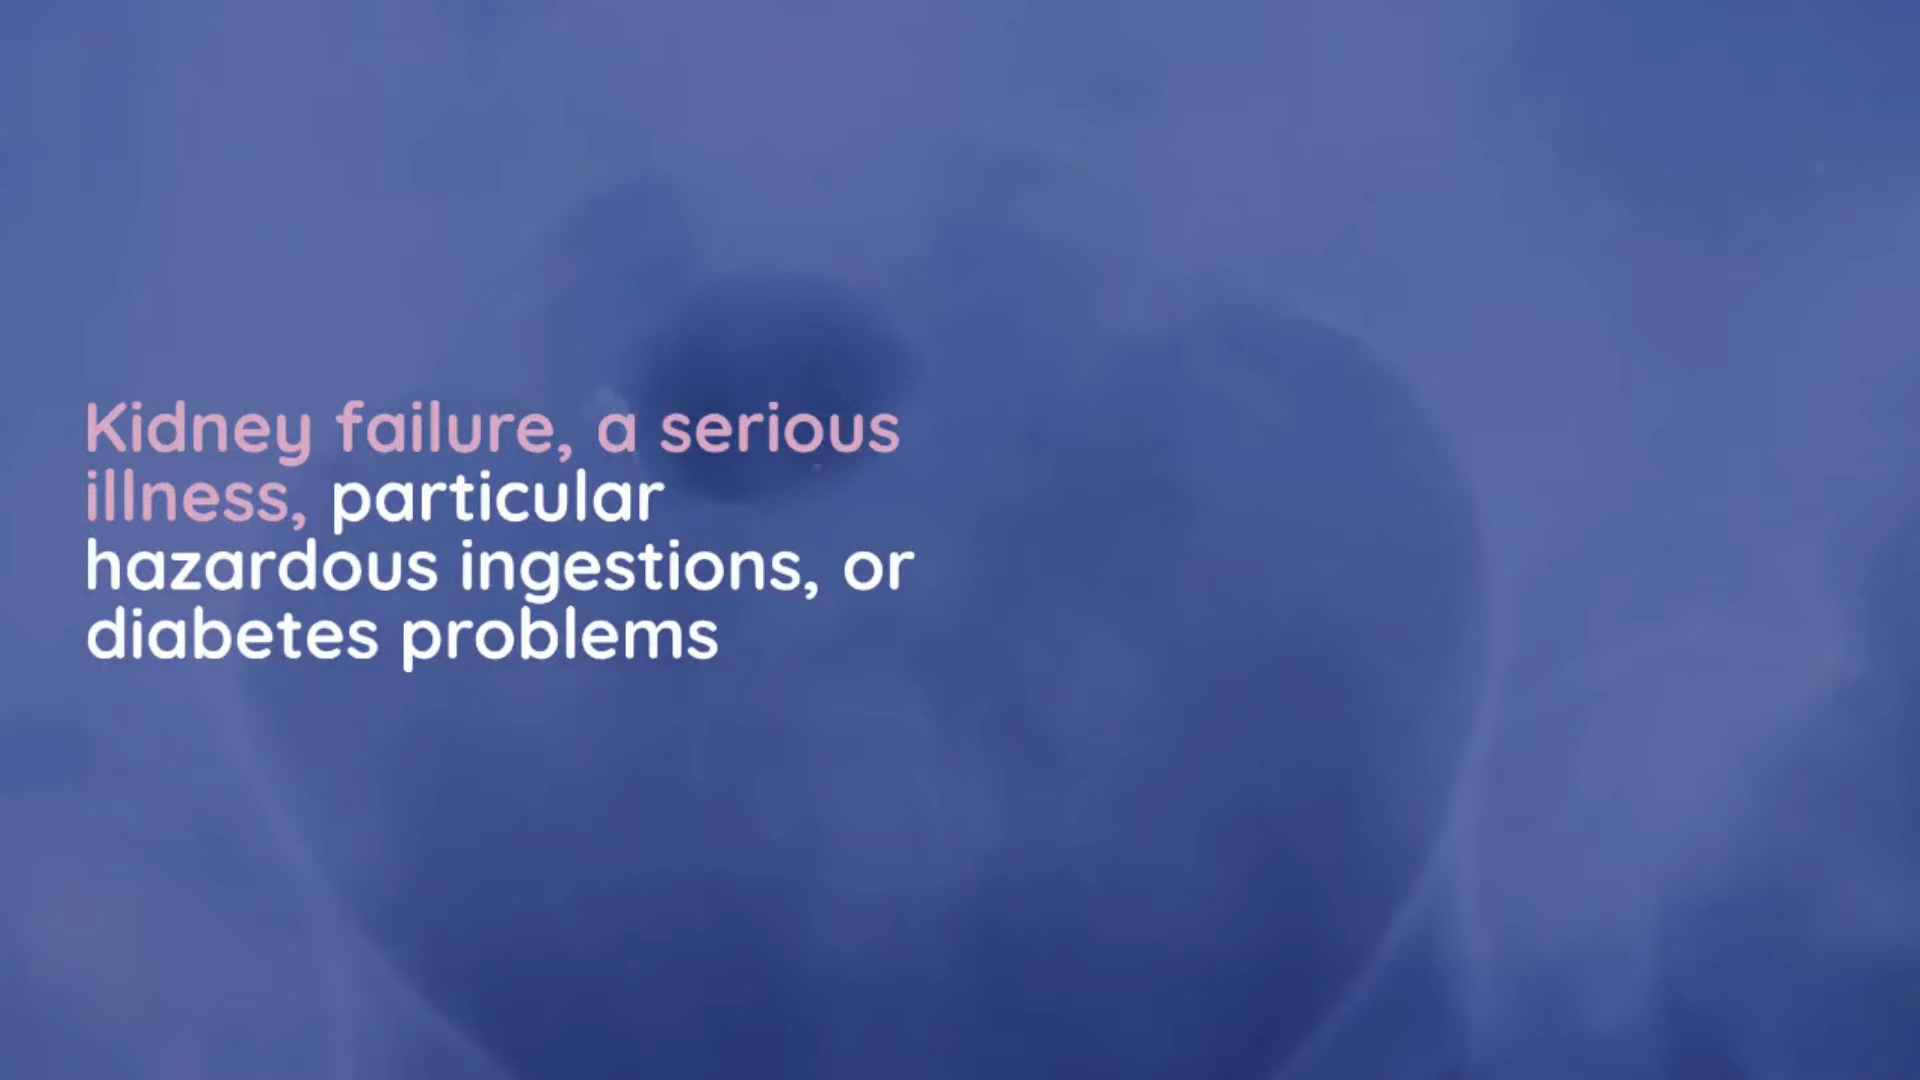 Kidney failure, a serious
illness, particular
hazardous ingestions, or
diabetes problems